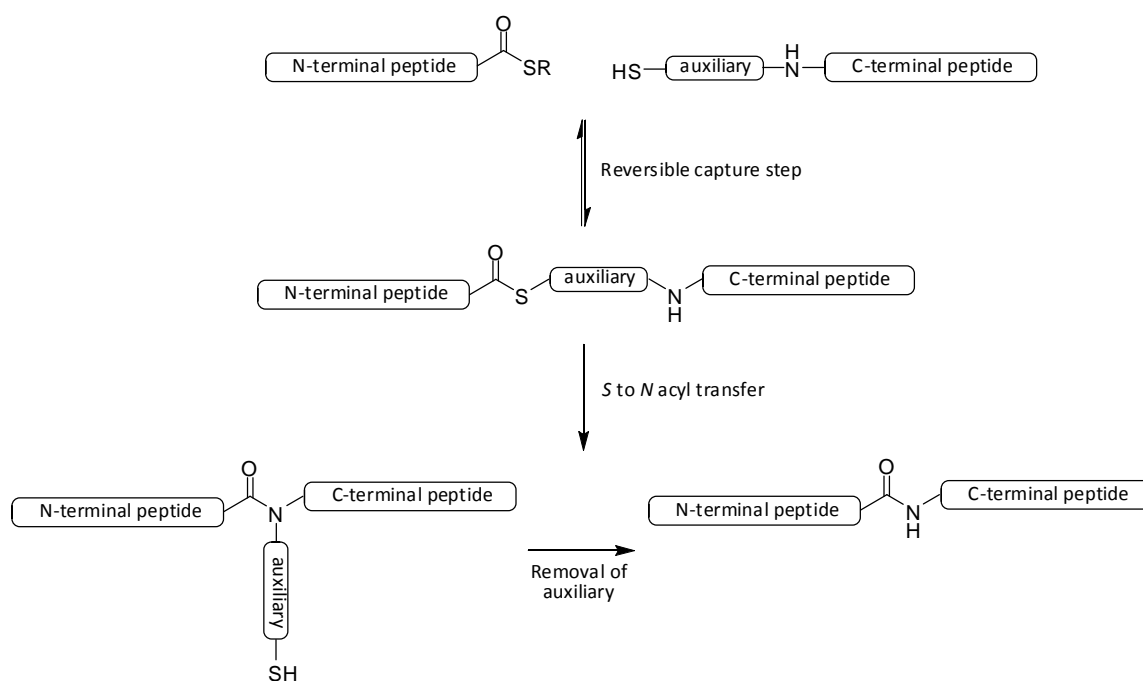 O
N-terminal peptide
SR
HS
auxiliary
H
N
C-terminal peptide
Reversible capture step
O
N-terminal peptide
S
auxiliary
N
H
C-terminal peptide
S to N acyl transfer
O
N-terminal peptide
N
C-terminal peptide
auxiliary
SH
Removal of
auxiliary
O
N-terminal peptide
N
H
C-terminal peptide